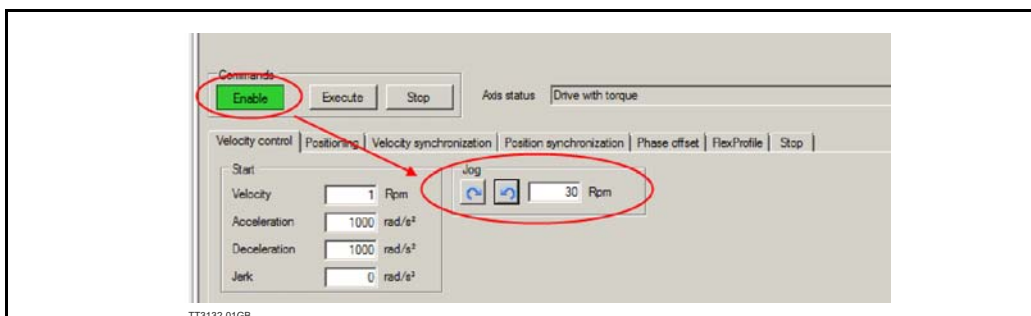 Commands
Enable Execute Stop Axis status Drive with torque
Velocity control Positioning Velocity synchronization Position synchronization Phase offset FlexProfile Stop
Start Jog
Velocity 1 Rpm 30 Rpm
Acceleration 1000 rad/s²
Deceleration 1000 rad/s²
Jerk 0 rad/s³
TT3132.01GB